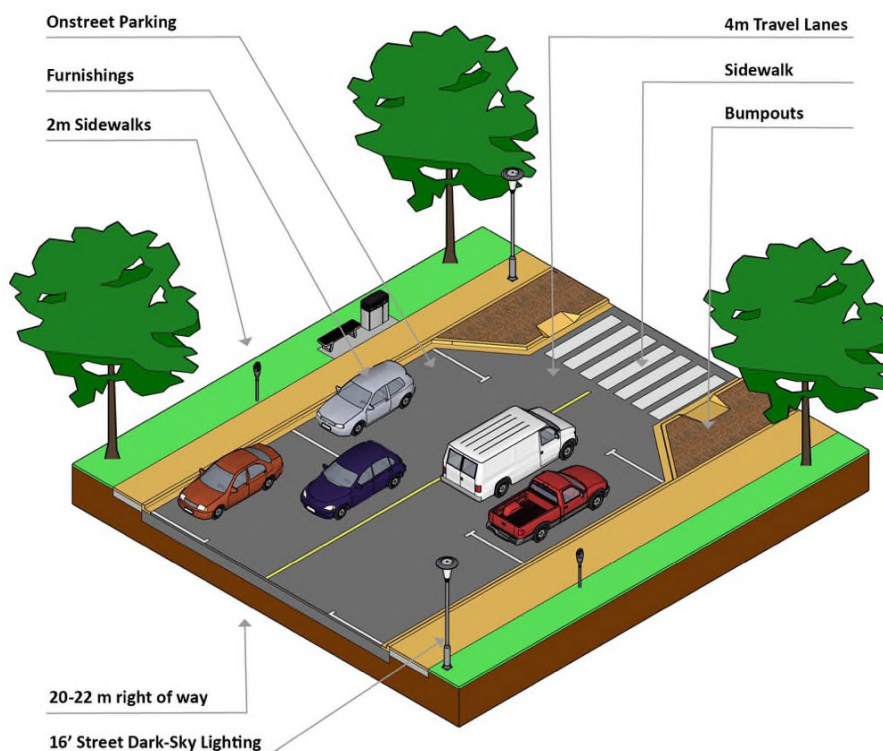 Onstreet Parking
Furnishings
2m Sidewalks
4m Travel Lanes
Sidewalk
Bumpouts
20-22 m right of way
16' Street Dark-Sky Lighting